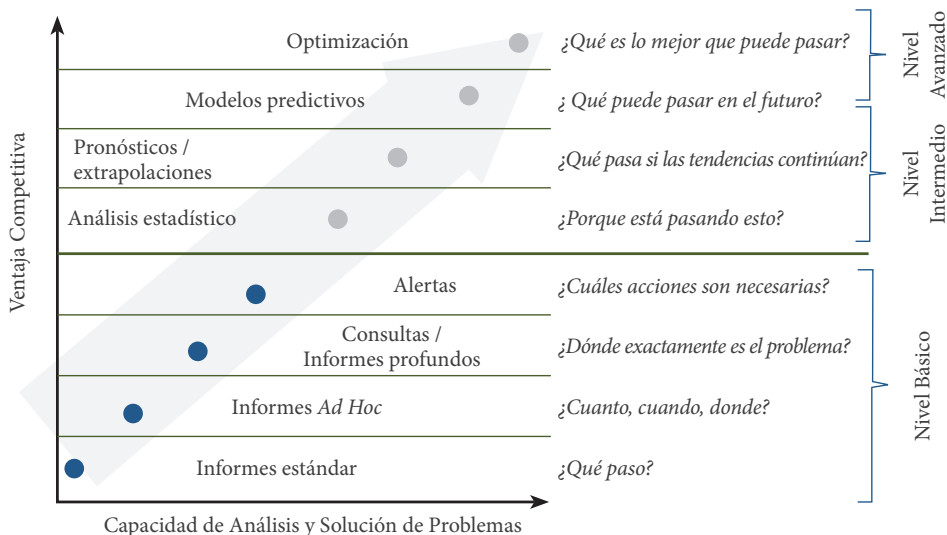 Optimización
¿Qué es lo mejor que puede pasar?
Nivel
Avanzado
Modelos predictivos
¿ Qué puede pasar en el futuro?
Pronósticos /
extrapolaciones
¿Qué pasa si las tendencias continúan?
Nivel
Intermedio
Análisis estadístico
¿Porque está pasando esto?
Ventaja Competitiva
Alertas
¿Cuáles acciones son necesarias?
Consultas /
Informes profundos
¿Dónde exactamente es el problema?
Nivel Básico
Informes Ad Hoc
¿Cuanto, cuando, donde?
Informes estándar
¿Qué paso?
Capacidad de Análisis y Solución de Problemas